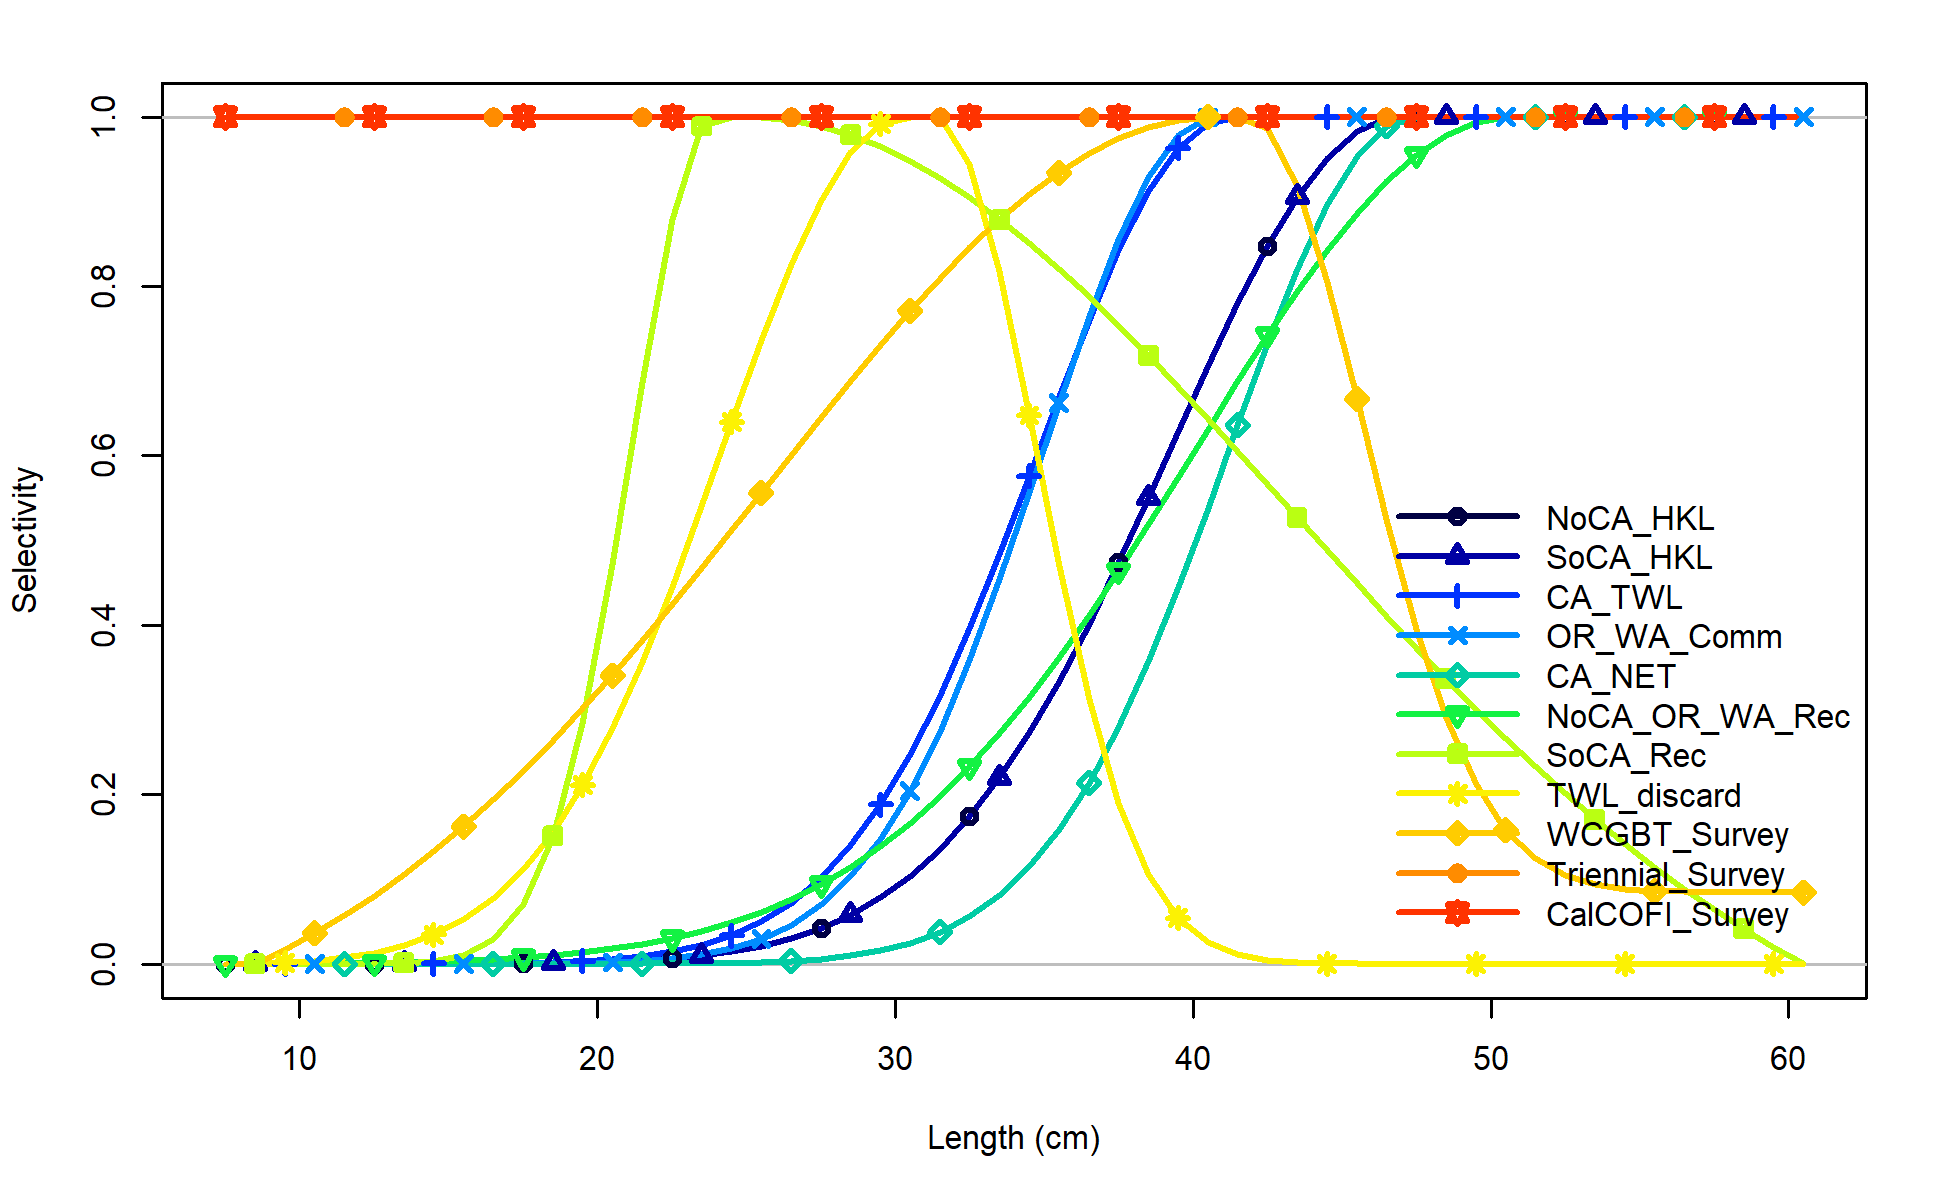 1.0
0.8
0.6
0.4
0.2
0.0
Selectivity
NoCA_HKL
SoCA_HKL
CA_TWL
OR_WA_Comm
CA_NET
NoCA_OR_WA_Rec
SoCA_Rec
TWL_discard
WCGBT_Survey
Triennial_Survey
CalCOFI_Survey
10 20 30 40 50 60
Length (cm)